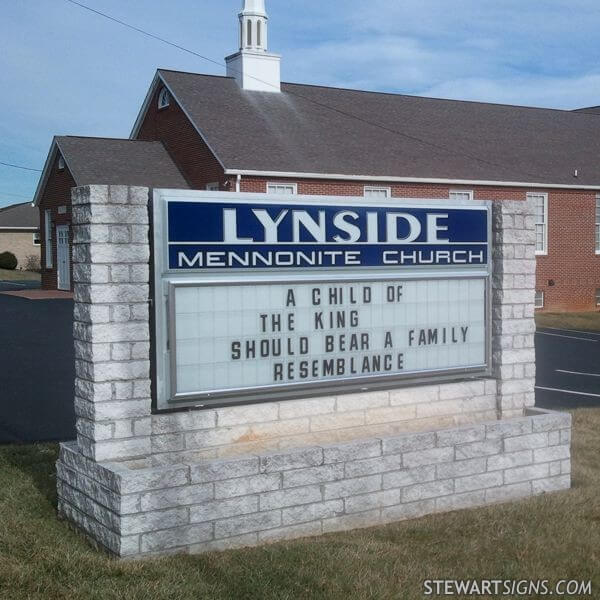 LYNSIDE
MENNONITE CHURCH
A CHILD OF
THE KING
SHOULD BEAR A FAMILY
RESEMBLANCE
STEWARTSIGNS.COM